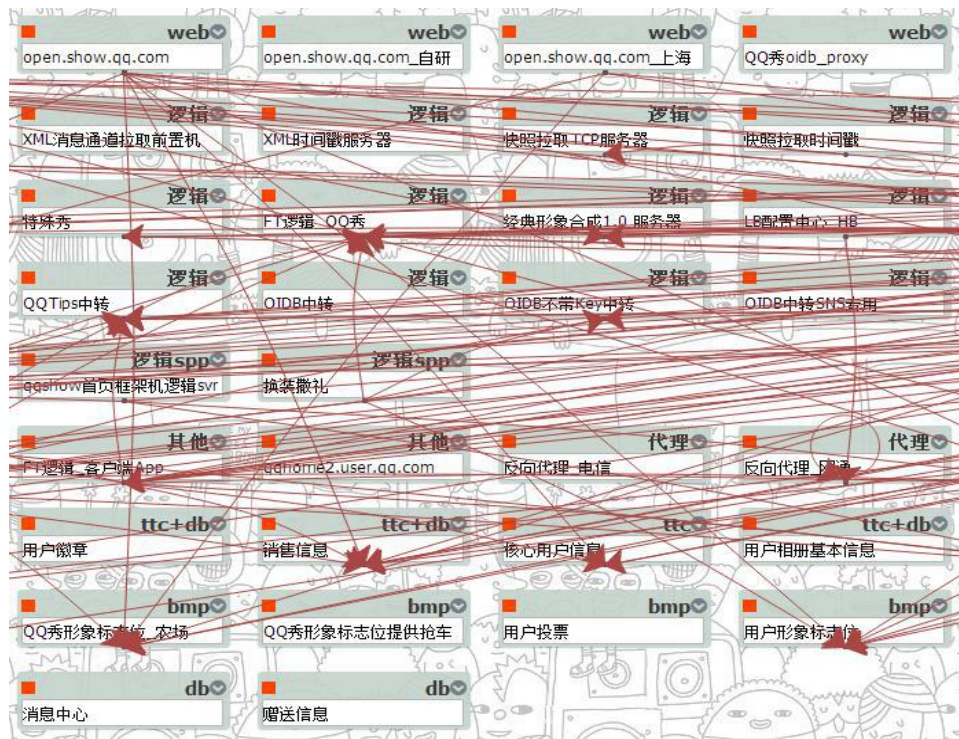 web web web web
open.show.qq.com open.show.qq.com_自研 open.show.qq.com_上海 QQ秀oidb_proxy
逻辑 逻辑 逻辑 逻辑
XML消息通道拉取前置机 XML时间戳服务器 快照拉取TCP服务器 快照拉取时间戳
逻辑 逻辑 逻辑 逻辑
特殊秀 FT逻辑_QQ秀 经典形象合成1.0_服务器 LB配置中心_HB
逻辑 逻辑 逻辑 逻辑
QQTips中转 OIDB中转 OIDB不带Key中转 OIDB中转SNS专用
逻辑spp 逻辑spp
qqshow首页框架机逻辑svr 换装撒礼
其他 其他 代理 代理
FT逻辑_客户端App qqhome2.user.qq.com 反向代理_电信 反向代理_网通
ttc+db ttc+db ttc ttc+db
用户徽章 销售信息 核心用户信息 用户相册基本信息
bmp bmp bmp bmp
QQ秀形象标志位_农场 QQ秀形象标志位提供抢车 用户投票 用户形象标志位
db db
消息中心 赠送信息